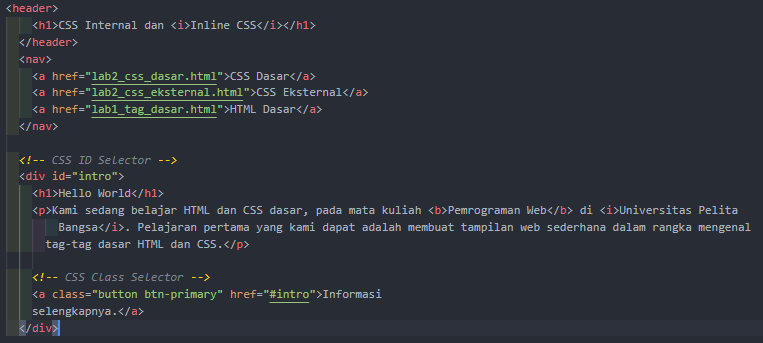 <header>
<h1>CSS Internal dan <i>Inline CSS</i></h1>
</header>
<nav>
<a href="lab2_css_dasar.html">CSS Dasar</a>
<a href="lab2_css_eksternal.html">CSS Eksternal</a>
<a href="lab1_tag_dasar.html">HTML Dasar</a>
</nav>
<!-- CSS ID Selector -->
<div id="intro">
<h1>Hello World</h1>
<p>Kami sedang belajar HTML dan CSS dasar, pada mata kuliah <b>Pemrograman Web</b> di <i>Universitas Pelita
Bangsa</i>. Pelajaran pertama yang kami dapat adalah membuat tampilan web sederhana dalam rangka mengenal
tag-tag dasar HTML dan CSS.</p>
<!-- CSS Class Selector -->
<a class="button btn-primary" href="#intro">Informasi
selengkapnya.</a>
</div>